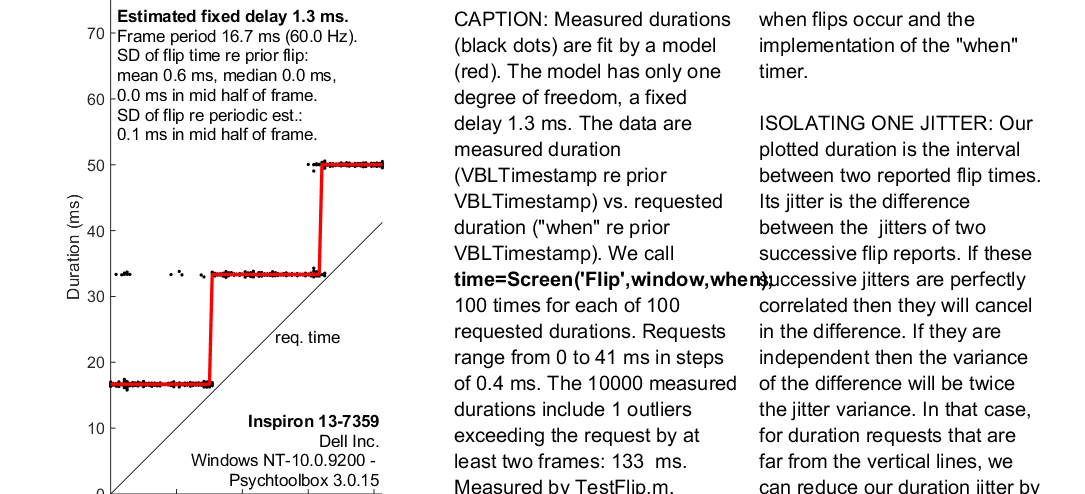 Estimated fixed delay 1.3 ms.
Frame period 16.7 ms (60.0 Hz).
SD of flip time re prior flip:
mean 0.6 ms, median 0.0 ms,
0.0 ms in mid half of frame.
SD of flip re periodic est.:
0.1 ms in mid half of frame.
70
60
50
40
30
20
10
0
Duration (ms)
req. time
Inspiron 13-7359
Dell Inc.
Windows NT-10.0.9200 -
Psychtoolbox 3.0.15
CAPTION: Measured durations
(black dots) are fit by a model
(red). The model has only one
degree of freedom, a fixed
delay 1.3 ms. The data are
measured duration
(VBLTimestamp re prior
VBLTimestamp) vs. requested
duration ("when" re prior
VBLTimestamp). We call
time=Screen('Flip',window,when);
100 times for each of 100
requested durations. Requests
range from 0 to 41 ms in steps
of 0.4 ms. The 10000 measured
durations include 1 outliers
exceeding the request by at
least two frames: 133  ms.
Measured by TestFlip.m.
when flips occur and the
implementation of the "when"
timer.
ISOLATING ONE JITTER: Our
plotted duration is the interval
between two reported flip times.
Its jitter is the difference
between the  jitters of two
successive flip reports. If these
successive jitters are perfectly
correlated then they will cancel
in the difference. If they are
independent then the variance
of the difference will be twice
the jitter variance. In that case,
for duration requests that are
far from the vertical lines, we
can reduce our duration jitter by